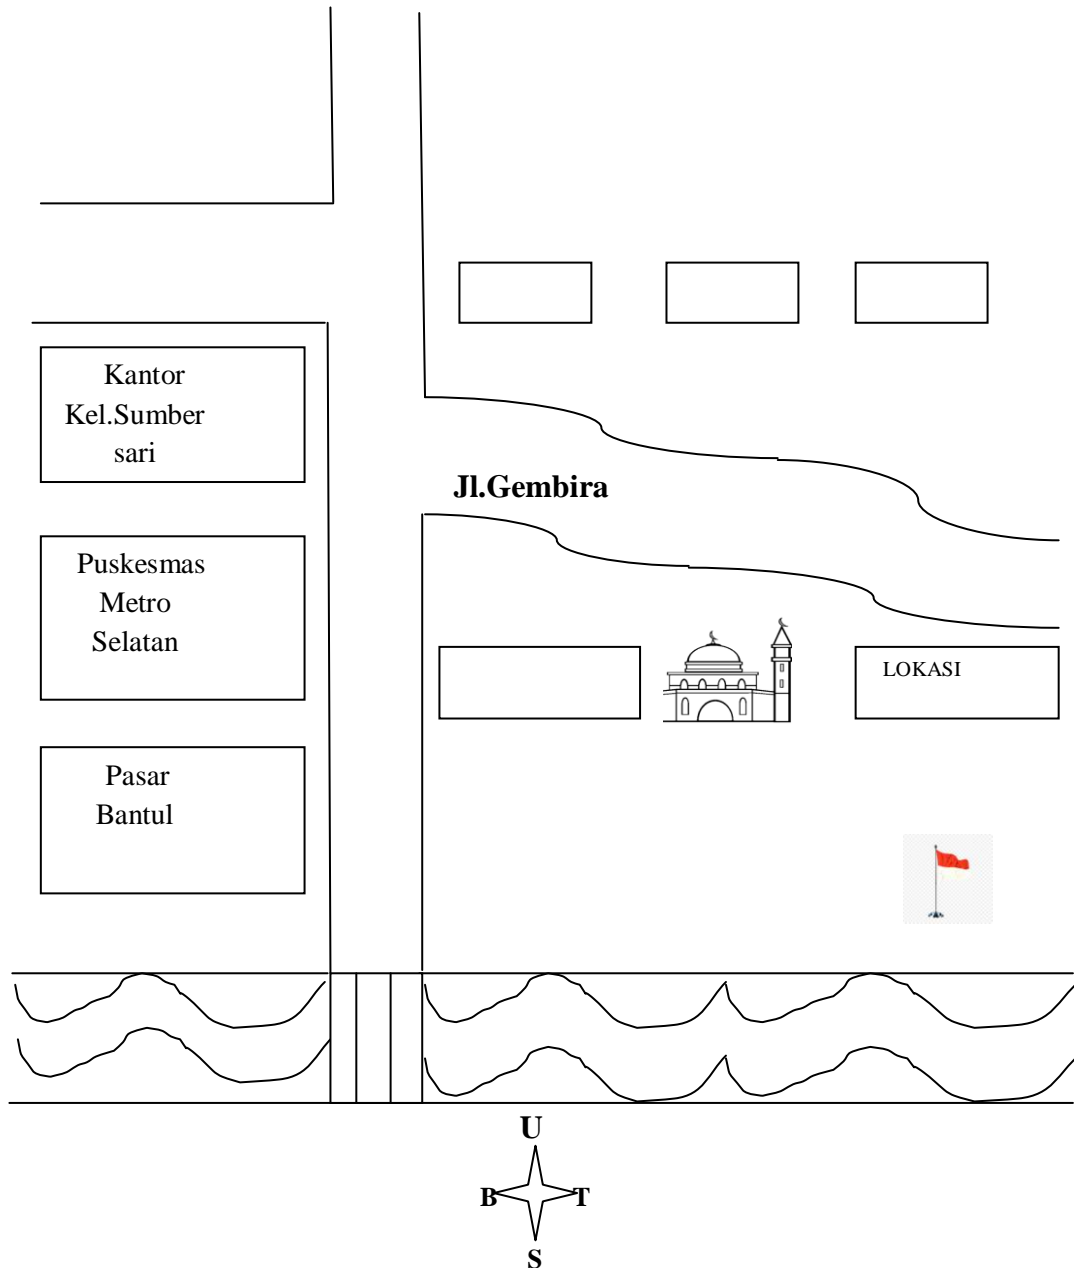 Kantor
Kel.Sumber
sari
Jl.Gembira
Puskesmas
Metro
Selatan
LOKASI
Pasar
Bantul
U
B
T
S